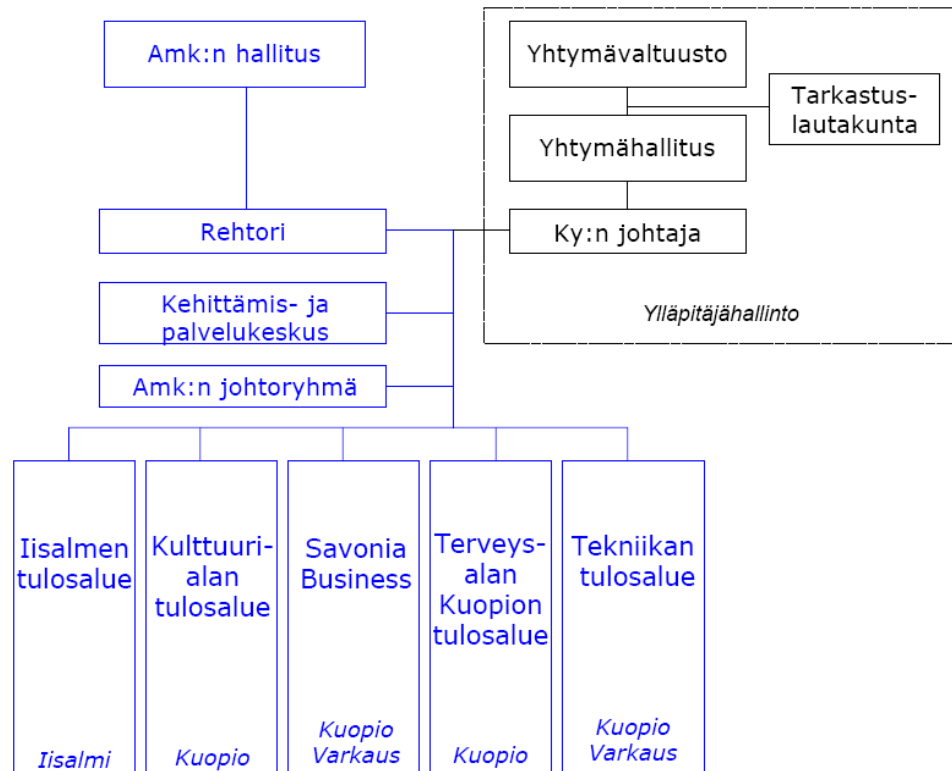 Amk:n hallitus
Yhtymävaltuusto
Tarkastus-
lautakunta
Yhtymähallitus
Rehtori
Ky:n johtaja
Kehittämis- ja
palvelukeskus
Ylläpitäjähallinto
Amk:n johtoryhmä
Iisalmen
tulosalue
Iisalmi
Kulttuuri-
alan
tulosalue
Kuopio
Savonia
Business
Kuopio
Varkaus
Terveys-
alan
Kuopion
tulosalue
Kuopio
Tekniikan
tulosalue
Kuopio
Varkaus